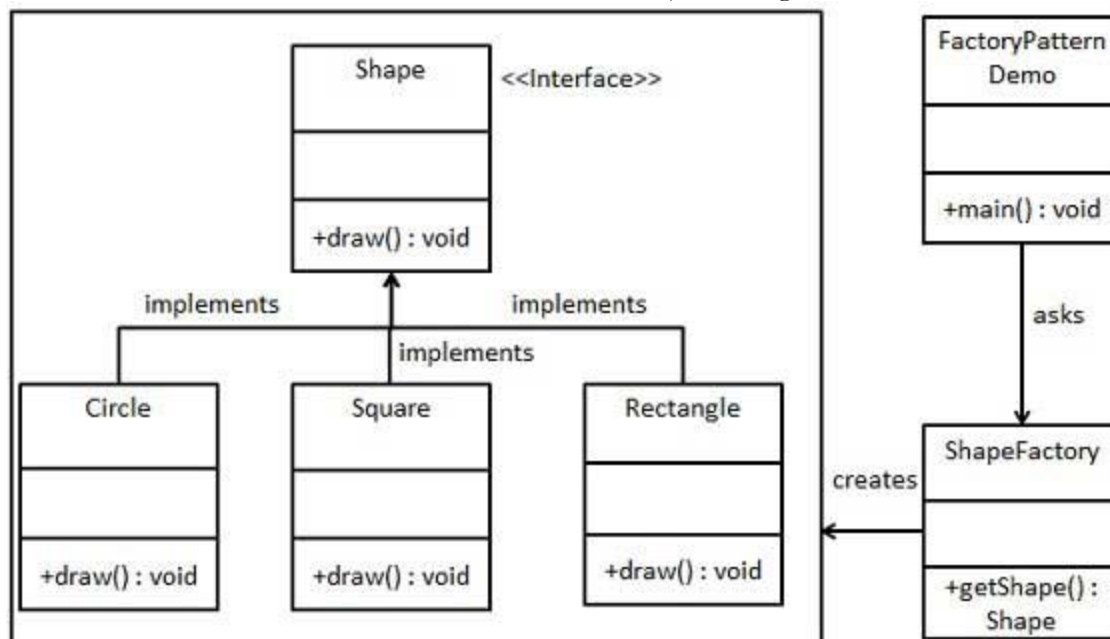 Shape
<<Interface>>
+draw() : void
implements
implements
implements
Circle
+draw() : void
Square
+draw() : void
Rectangle
+draw() : void
FactoryPattern
Demo
+main() : void
asks
creates
ShapeFactory
+getShape() :
Shape